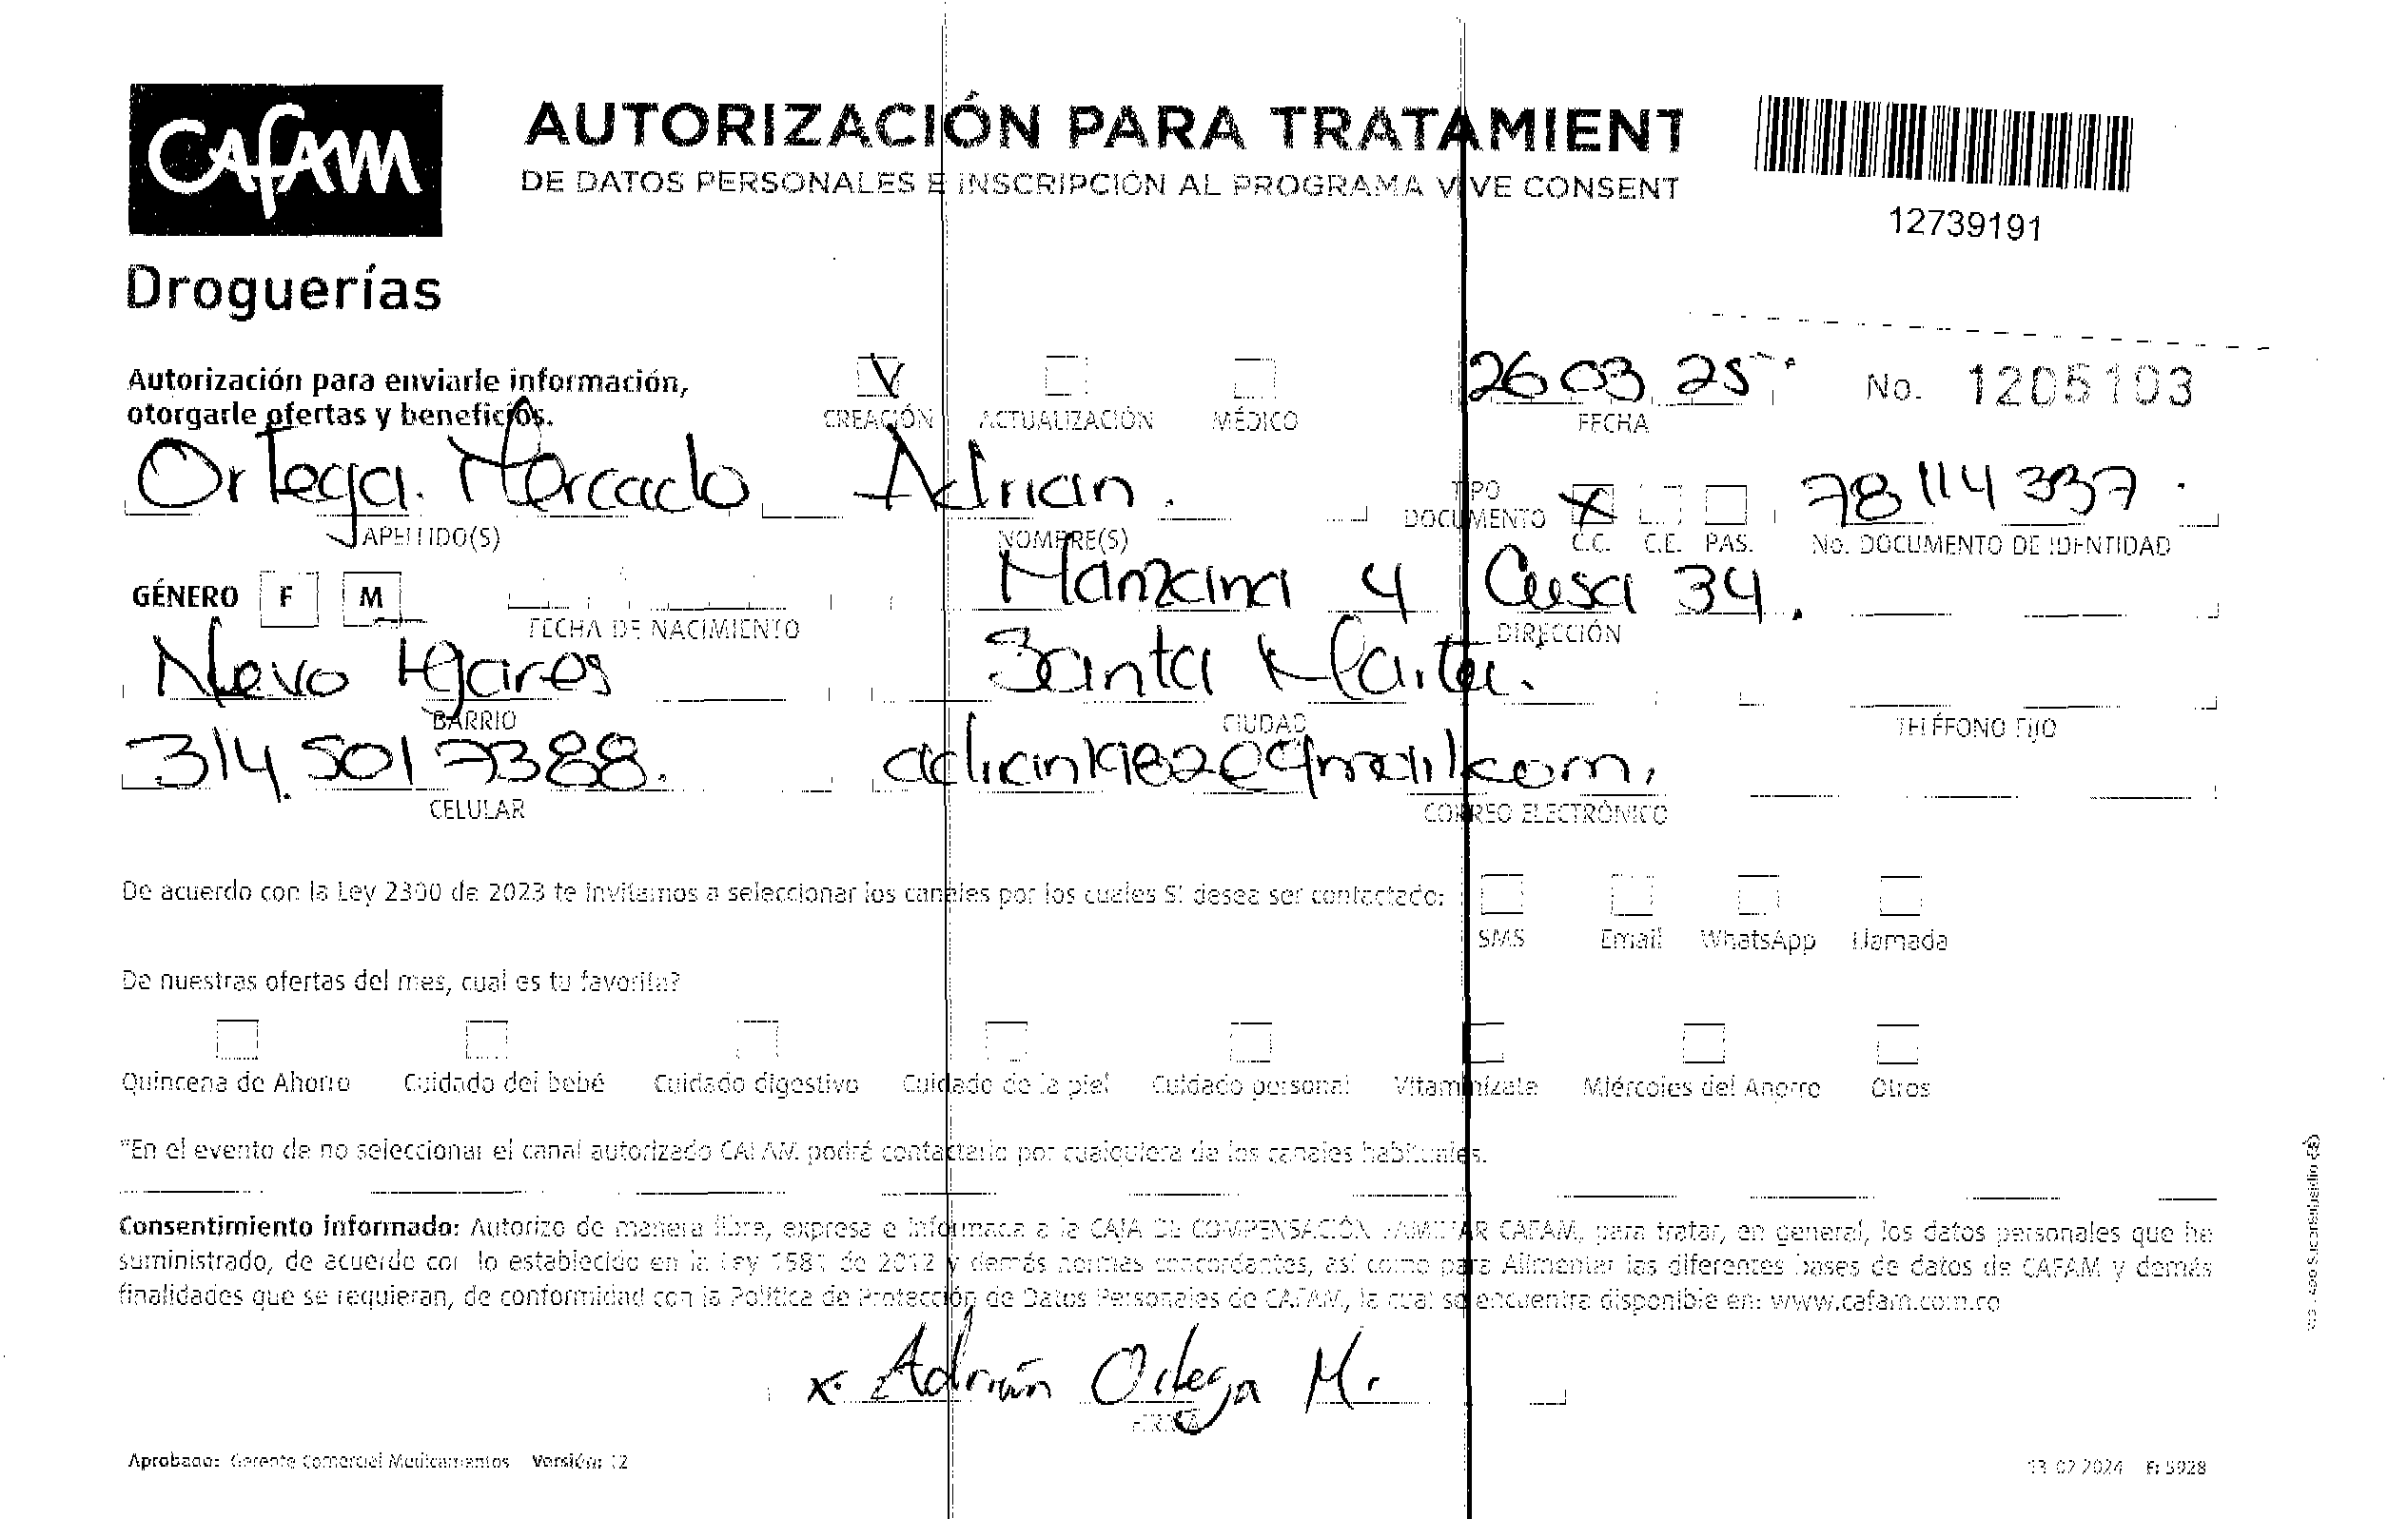 CAFAM
Droguerías
AUTORIZACIÓN PARA TRATAMIENT
DE DATOS PERSONALES E INSCRIPCIÓN AL PROGRAMA VIVE CONSENT
12739191
Autorización para enviarle información,
otorgarle ofertas y beneficios.
CREACIÓN ACTUALIZACIÓN MÉDICO
26 03 25
FECHA
No. 1205103
Ortega. Mercado Adrian.
APELLIDO(S) NOMBRE(S)
TIPO DOCUMENTO X C.C. C.E. PAS.
78114337.
No. DOCUMENTO DE IDENTIDAD
GÉNERO F M
FECHA DE NACIMIENTO
Manzana 4 Casa 34.
DIRECCIÓN
Nuevo Hgares Santa Marta.
BARRIO CIUDAD TELÉFONO FIJO
314.5017388. adrian1982@gmail.com.
CELULAR CORREO ELECTRÓNICO
De acuerdo con la Ley 2300 de 2023 te invitamos a seleccionar los canales por los cuales SI desea ser contactado:
SMS Email WhatsApp Llamada
De nuestras ofertas del mes, cual es tu favorita?
Quincena de Ahorro Cuidado del bebé Cuidado digestivo Cuidado de la piel Cuidado personal Vitamínizate Miércoles del Ahorro Otros
*En el evento de no seleccionar el canal autorizado CAFAM podrá contactarlo por cualquiera de los canales habituales.
Consentimiento informado: Autorizo de manera libre, expresa e informada a la CAJA DE COMPENSACIÓN FAMILIAR CAFAM, para tratar, en general, los datos personales que he
suministrado, de acuerdo con lo establecido en la Ley 1581 de 2012 y demás normas concordantes, así como para Alimentar las diferentes bases de datos de CAFAM y demás
finalidades que se requieran, de conformidad con la Política de Protección de Datos Personales de CAFAM, la cual se encuentra disponible en: www.cafam.com.co
x. Adrián Ortega M.
FIRMA
Aprobado: Gerente Comercial Medicamentos Versión: 12
13 02 2024 F: 5928